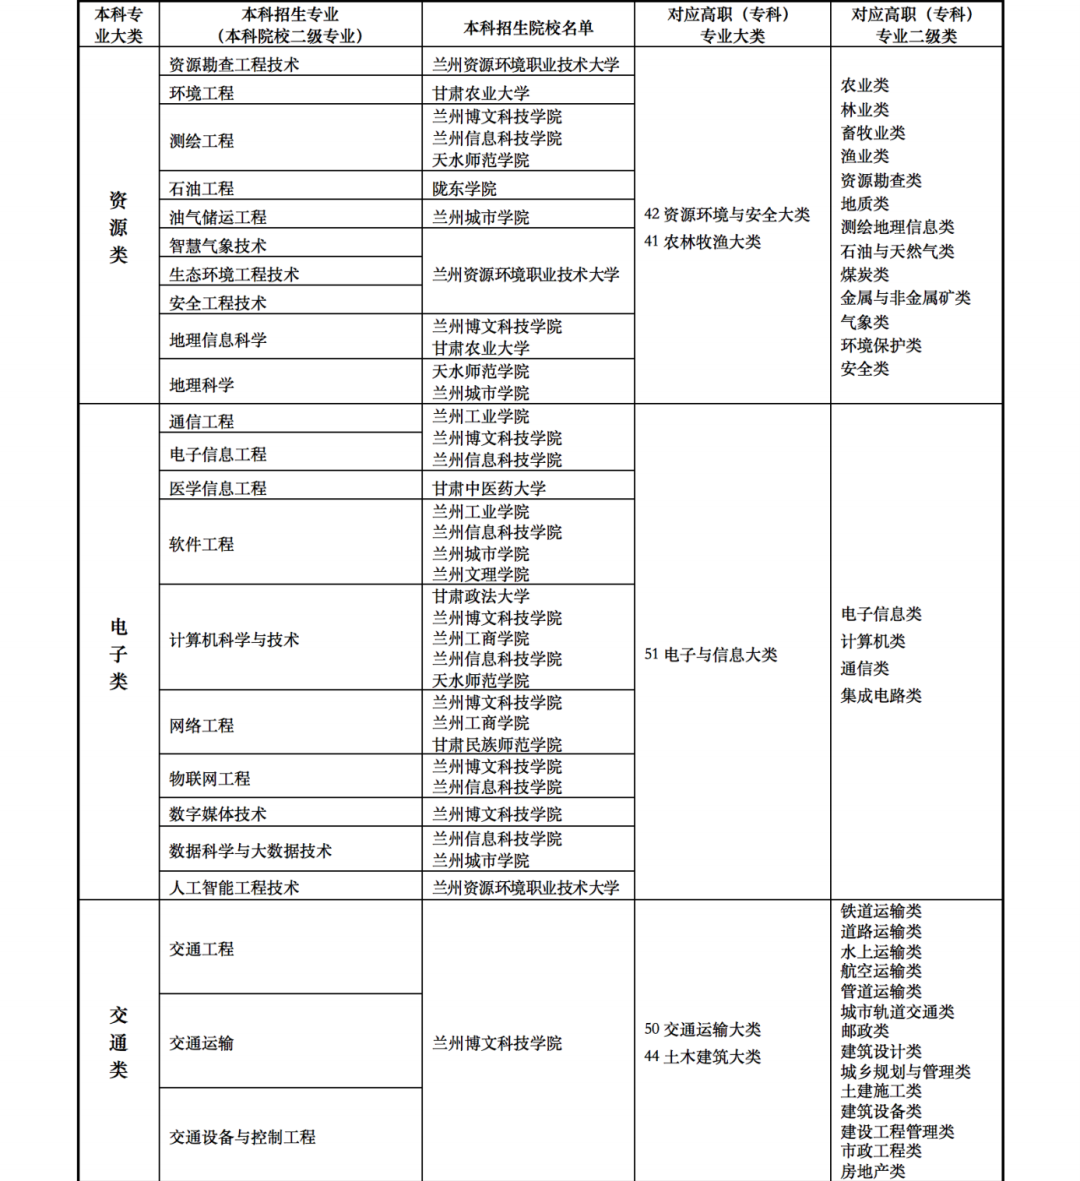 本科专
业大类
本科招生专业
（本科院校二级专业）
本科招生院校名单
对应高职（专科）
专业大类
对应高职（专科）
专业二级类
资源类
资源勘查工程技术
兰州资源环境职业技术大学
环境工程
甘肃农业大学
测绘工程
兰州博文科技学院
兰州信息科技学院
天水师范学院
石油工程
陇东学院
油气储运工程
兰州城市学院
智慧气象技术
生态环境工程技术
安全工程技术
兰州资源环境职业技术大学
地理信息科学
兰州博文科技学院
甘肃农业大学
地理科学
天水师范学院
兰州城市学院
42 资源环境与安全大类
41 农林牧渔大类
农业类
林业类
畜牧业类
渔业类
资源勘查类
地质类
测绘地理信息类
石油与天然气类
煤炭类
金属与非金属矿类
气象类
环境保护类
安全类
电子类
通信工程
电子信息工程
兰州工业学院
兰州博文科技学院
兰州信息科技学院
医学信息工程
甘肃中医药大学
软件工程
兰州工业学院
兰州信息科技学院
兰州城市学院
兰州文理学院
计算机科学与技术
甘肃政法大学
兰州博文科技学院
兰州工商学院
兰州信息科技学院
天水师范学院
网络工程
兰州博文科技学院
兰州工商学院
甘肃民族师范学院
物联网工程
兰州博文科技学院
兰州信息科技学院
数字媒体技术
兰州博文科技学院
数据科学与大数据技术
兰州信息科技学院
兰州城市学院
人工智能工程技术
兰州资源环境职业技术大学
51 电子与信息大类
电子信息类
计算机类
通信类
集成电路类
交通类
交通工程
交通运输
交通设备与控制工程
兰州博文科技学院
50 交通运输大类
44 土木建筑大类
铁道运输类
道路运输类
水上运输类
航空运输类
管道运输类
城市轨道交通类
邮政类
建筑设计类
城乡规划与管理类
土建施工类
建筑设备类
建设工程管理类
市政工程类
房地产类